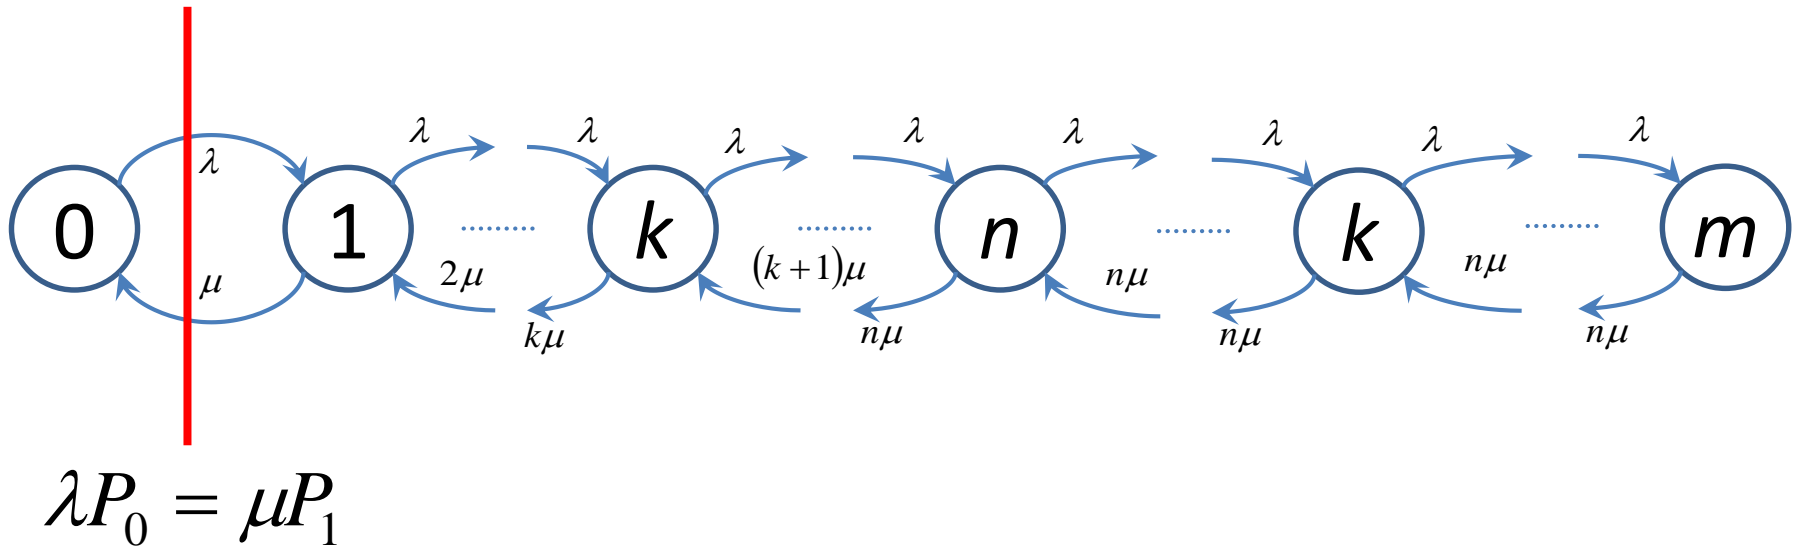 λ λ λ λ λ λ λ λ λ
0 1 k n k m
μ 2μ (k+1)μ nμ nμ
kμ nμ nμ nμ
λP₀ = μP₁